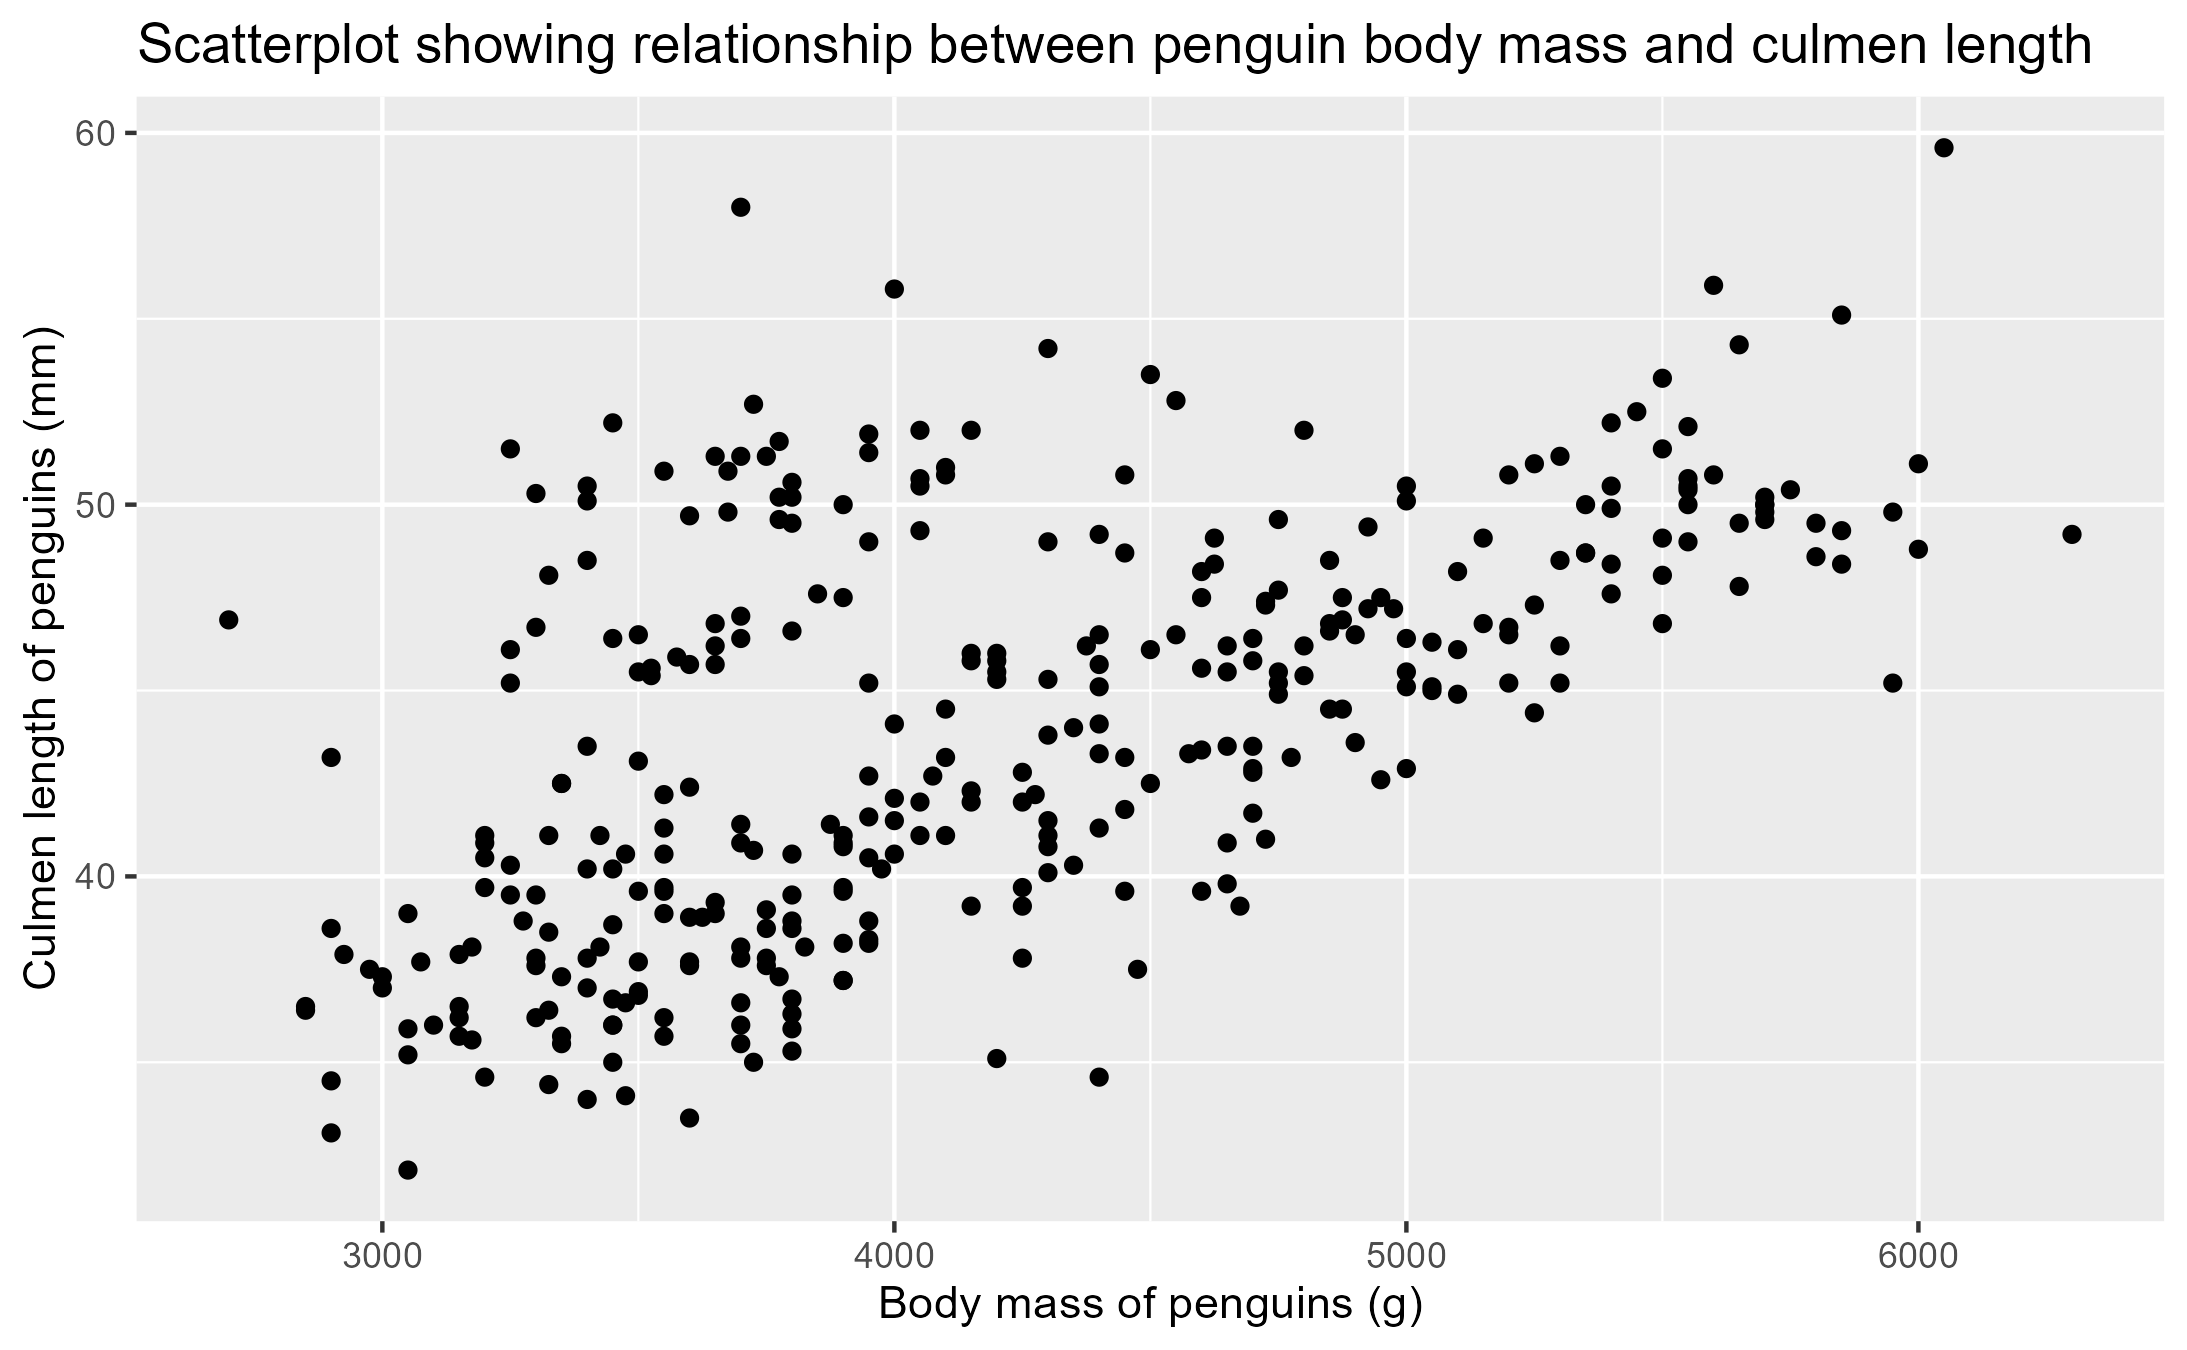 Scatterplot showing relationship between penguin body mass and culmen length
60
50
40
Culmen length of penguins (mm)
3000 4000 5000 6000
Body mass of penguins (g)